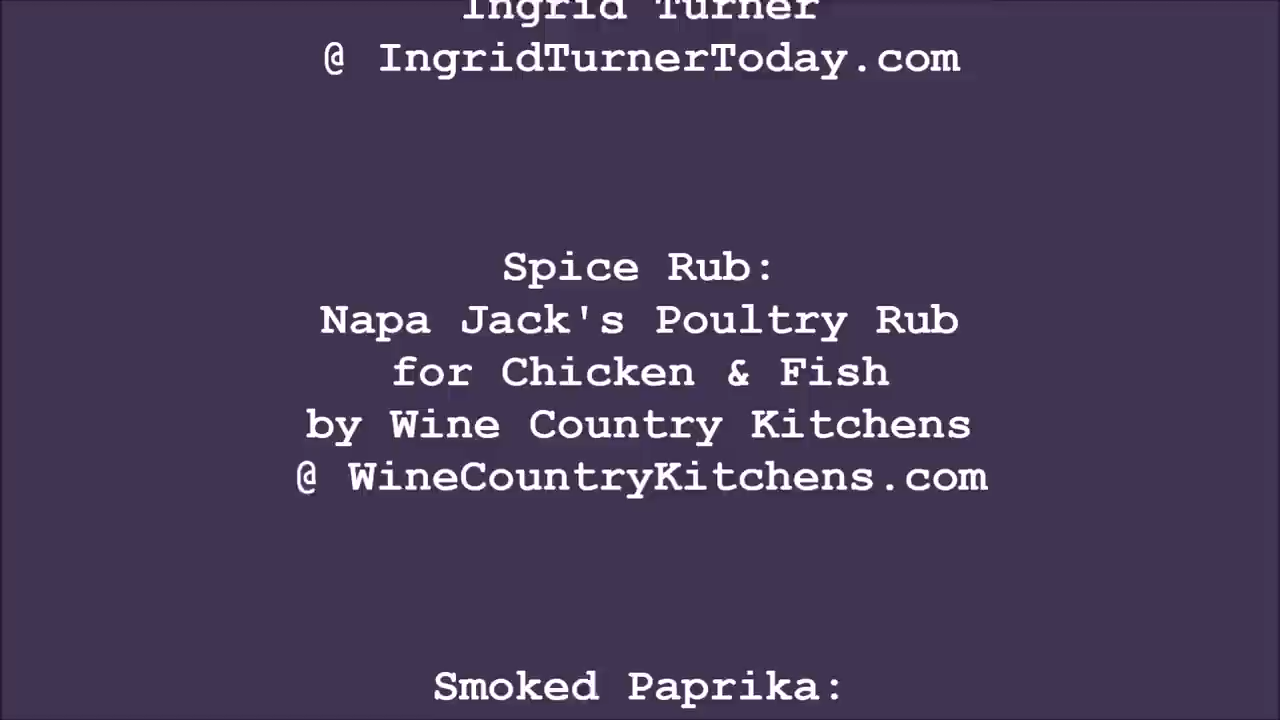 Ingrid Turner
@ IngridTurnerToday.com
Spice Rub:
Napa Jack's Poultry Rub
for Chicken & Fish
by Wine Country Kitchens
@ WineCountryKitchens.com
Smoked Paprika: